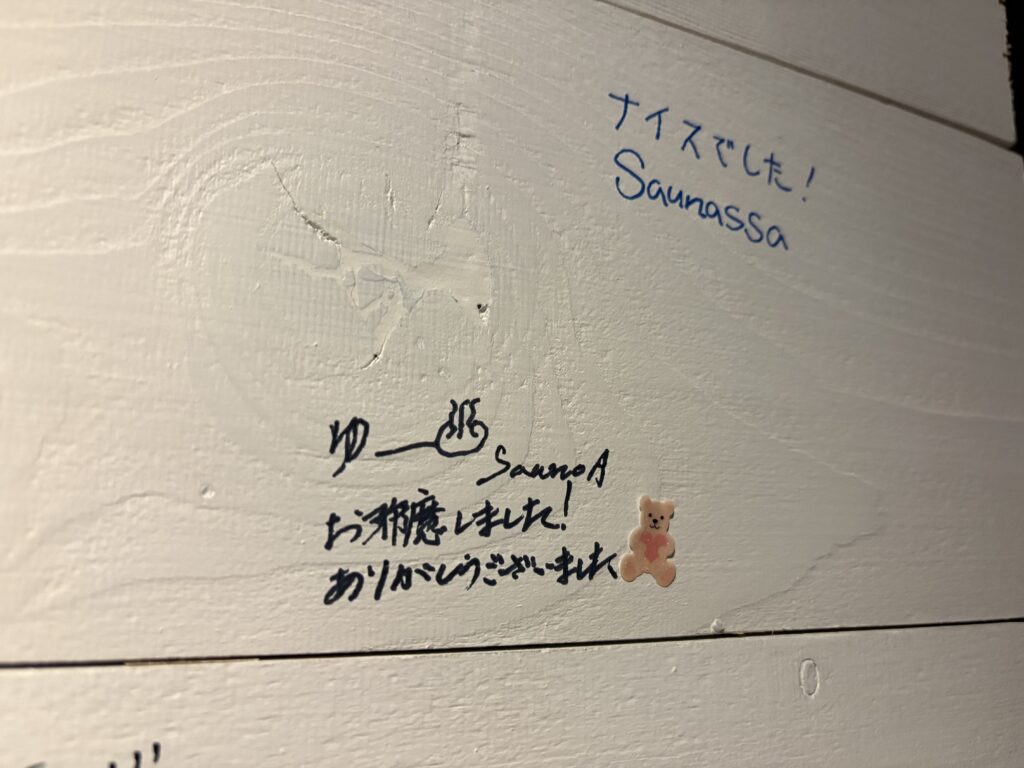 ナイスでした!
Saunassa
ゆー
SaunoA
お邪魔しました!
ありがとうございました